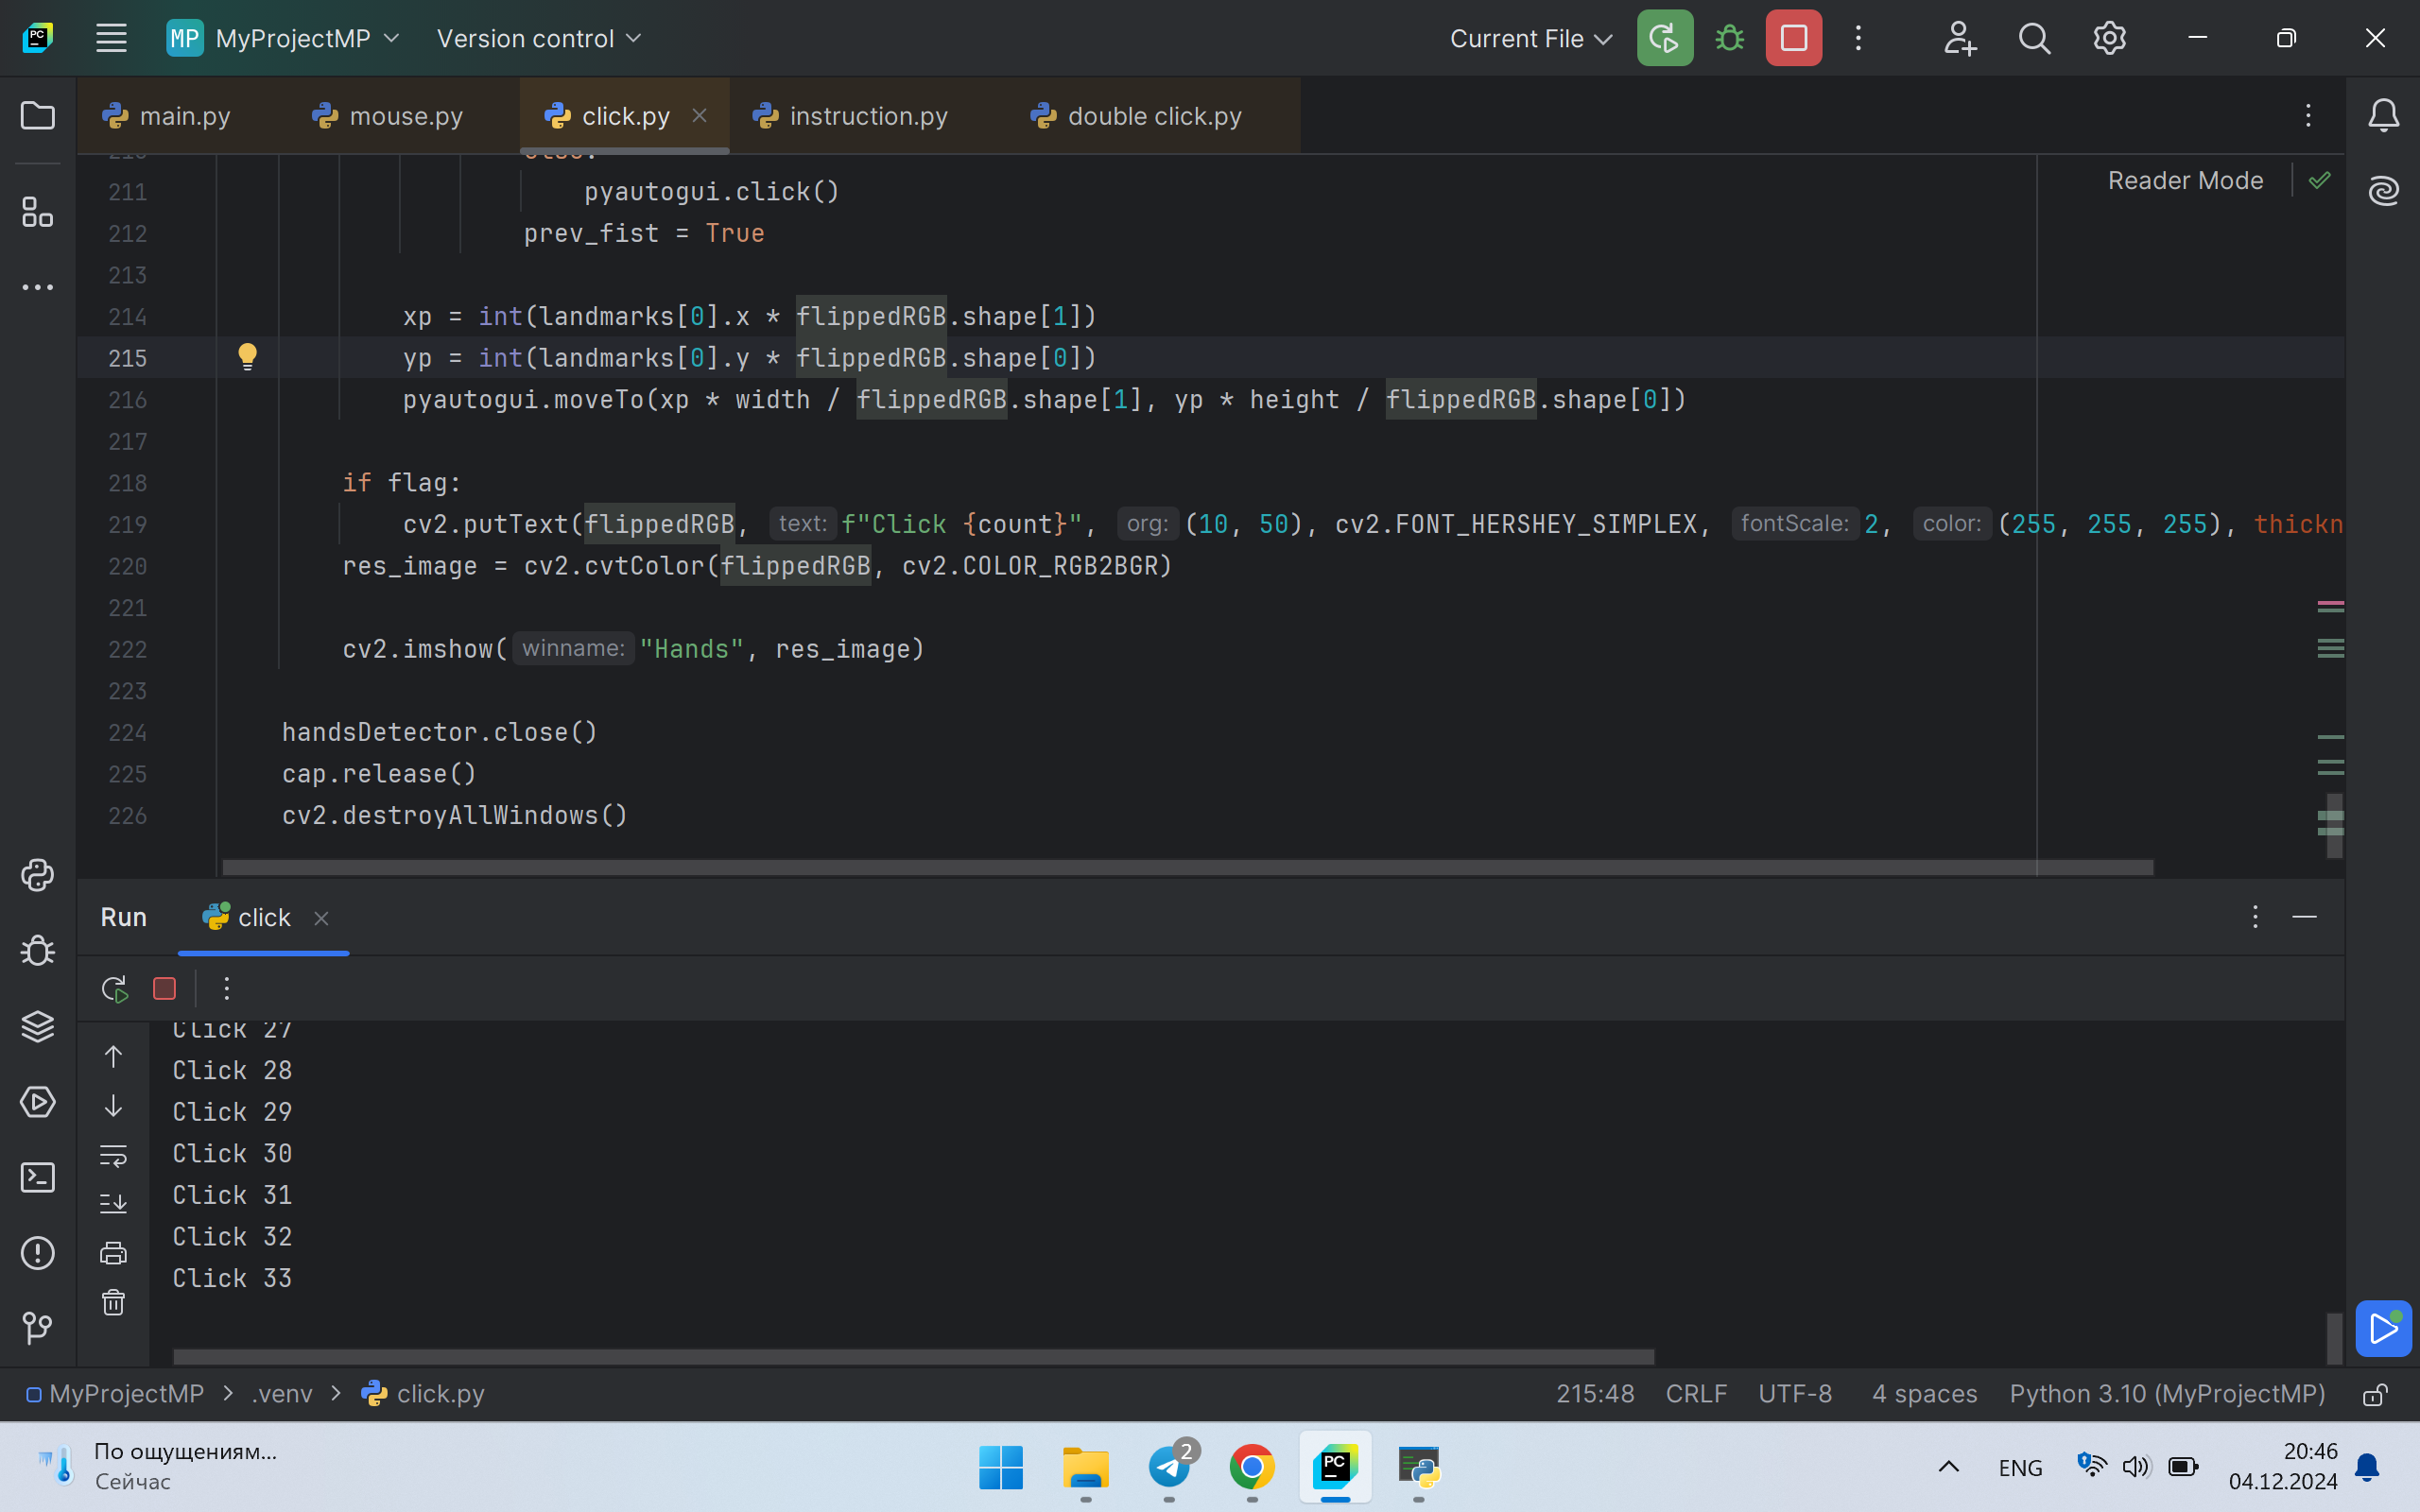 PC MP MyProjectMP Version control Current File
main.py mouse.py click.py instruction.py double click.py
Reader Mode
210 else:
211 pyautogui.click()
212 prev_fist = True
213
214 xp = int(landmarks[0].x * flippedRGB.shape[1])
215 yp = int(landmarks[0].y * flippedRGB.shape[0])
216 pyautogui.moveTo(xp * width / flippedRGB.shape[1], yp * height / flippedRGB.shape[0])
217
218 if flag:
219 cv2.putText(flippedRGB, text: f"Click {count}", org: (10, 50), cv2.FONT_HERSHEY_SIMPLEX, fontScale: 2, color: (255, 255, 255), thickn
220 res_image = cv2.cvtColor(flippedRGB, cv2.COLOR_RGB2BGR)
221
222 cv2.imshow( winname: "Hands", res_image)
223
224 handsDetector.close()
225 cap.release()
226 cv2.destroyAllWindows()
Run click
Click 27
Click 28
Click 29
Click 30
Click 31
Click 32
Click 33
MyProjectMP > .venv > click.py 215:48 CRLF UTF-8 4 spaces Python 3.10 (MyProjectMP)
По ощущениям...
Сейчас
2
PC
ENG
20:46
04.12.2024